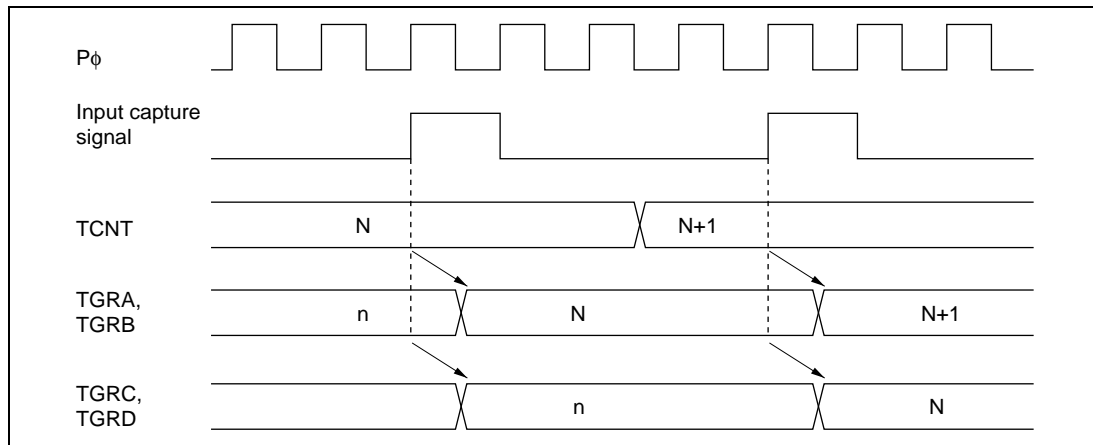 Pϕ
Input capture
signal
TCNT
N
N+1
TGRA,
TGRB
n
N
N+1
TGRC,
TGRD
n
N